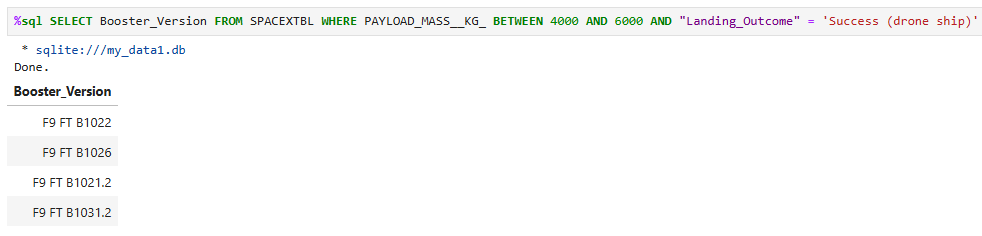 %sql SELECT Booster_Version FROM SPACEXTBL WHERE PAYLOAD_MASS__KG_ BETWEEN 4000 AND 6000 AND "Landing_Outcome" = 'Success (drone ship)'
* sqlite:///my_data1.db
Done.
Booster_Version
F9 FT B1022
F9 FT B1026
F9 FT B1021.2
F9 FT B1031.2